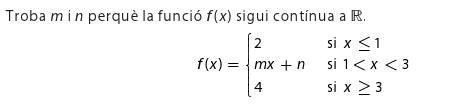 Troba m i n perquè la funció f(x) sigui contínua a ℝ.
2 si x ≤ 1
f(x) = { mx + n si 1 < x < 3
4 si x ≥ 3